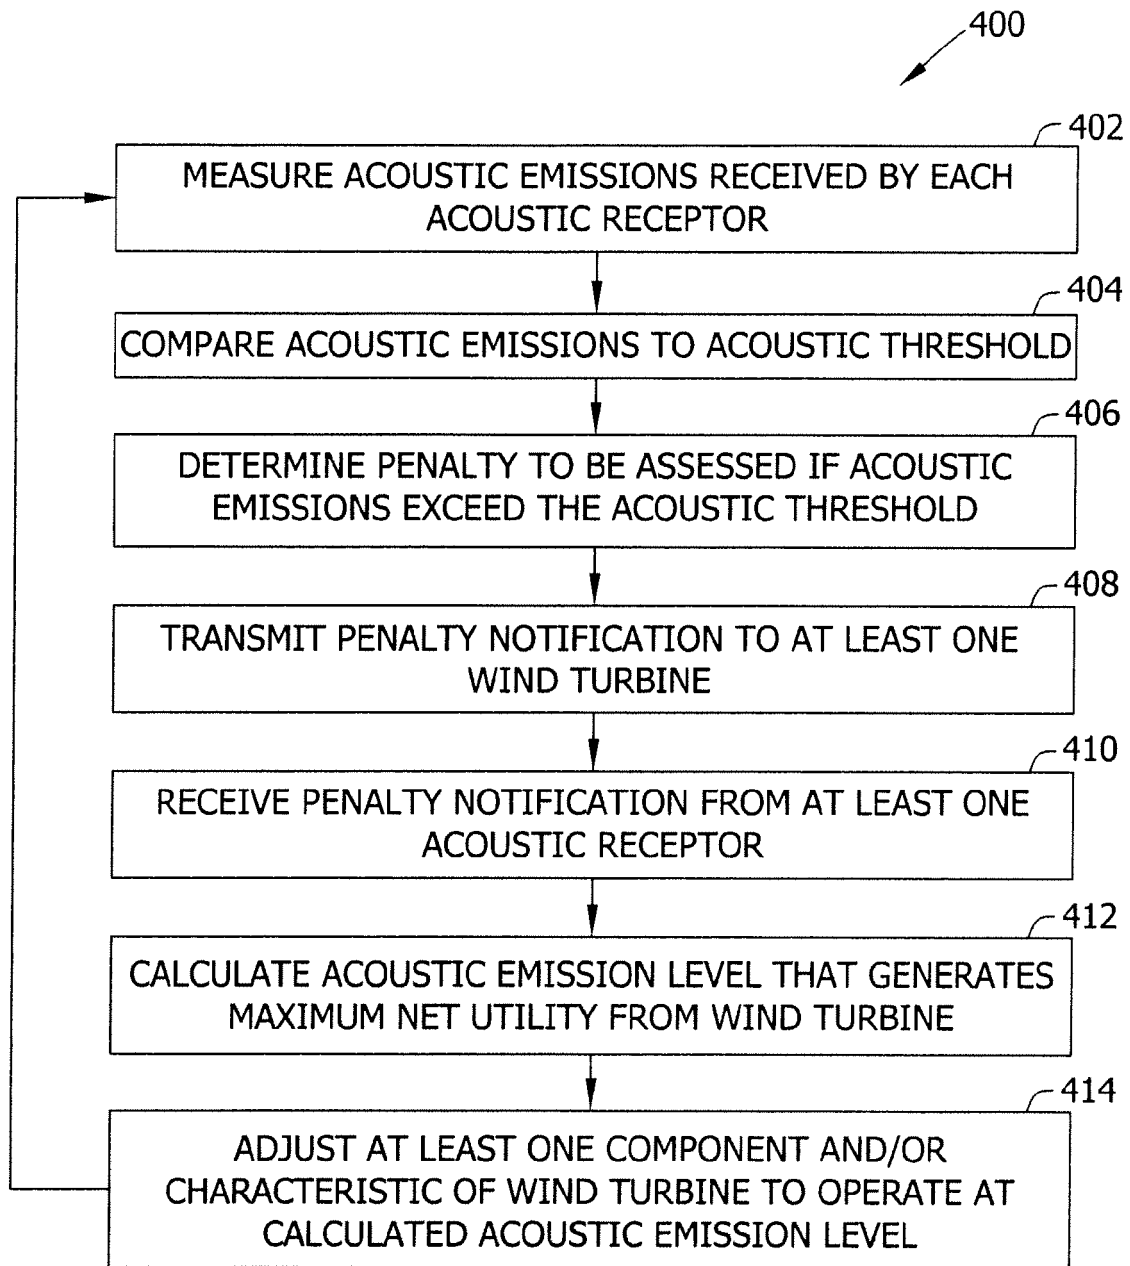 400
402
MEASURE ACOUSTIC EMISSIONS RECEIVED BY EACH
ACOUSTIC RECEPTOR
404
COMPARE ACOUSTIC EMISSIONS TO ACOUSTIC THRESHOLD
406
DETERMINE PENALTY TO BE ASSESSED IF ACOUSTIC
EMISSIONS EXCEED THE ACOUSTIC THRESHOLD
408
TRANSMIT PENALTY NOTIFICATION TO AT LEAST ONE
WIND TURBINE
410
RECEIVE PENALTY NOTIFICATION FROM AT LEAST ONE
ACOUSTIC RECEPTOR
412
CALCULATE ACOUSTIC EMISSION LEVEL THAT GENERATES
MAXIMUM NET UTILITY FROM WIND TURBINE
414
ADJUST AT LEAST ONE COMPONENT AND/OR
CHARACTERISTIC OF WIND TURBINE TO OPERATE AT
CALCULATED ACOUSTIC EMISSION LEVEL